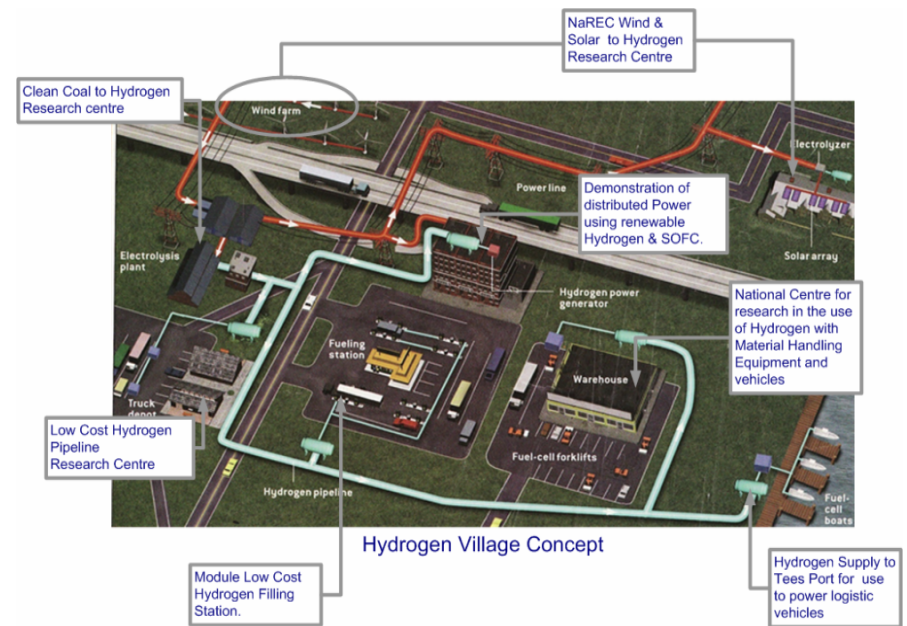 NaREC Wind &
Solar to Hydrogen
Research Centre
Clean Coal to Hydrogen
Research centre
Wind farm
Electrolyzer
Power line
Demonstration of
distributed Power
using renewable
Hydrogen & SOFC.
Electrolysis
plant
Solar array
Hydrogen power
generator
National Centre for
research in the use
of Hydrogen with
Material Handling
Equipment and
vehicles
Fueling
station
Warehouse
Truck
depot
Low Cost Hydrogen
Pipeline
Research Centre
Fuel-cell forklifts
Hydrogen pipeline
Fuel-
cell
boats
Hydrogen Village Concept
Module Low Cost
Hydrogen Filling
Station.
Hydrogen Supply to
Tees Port for use
to power logistic
vehicles